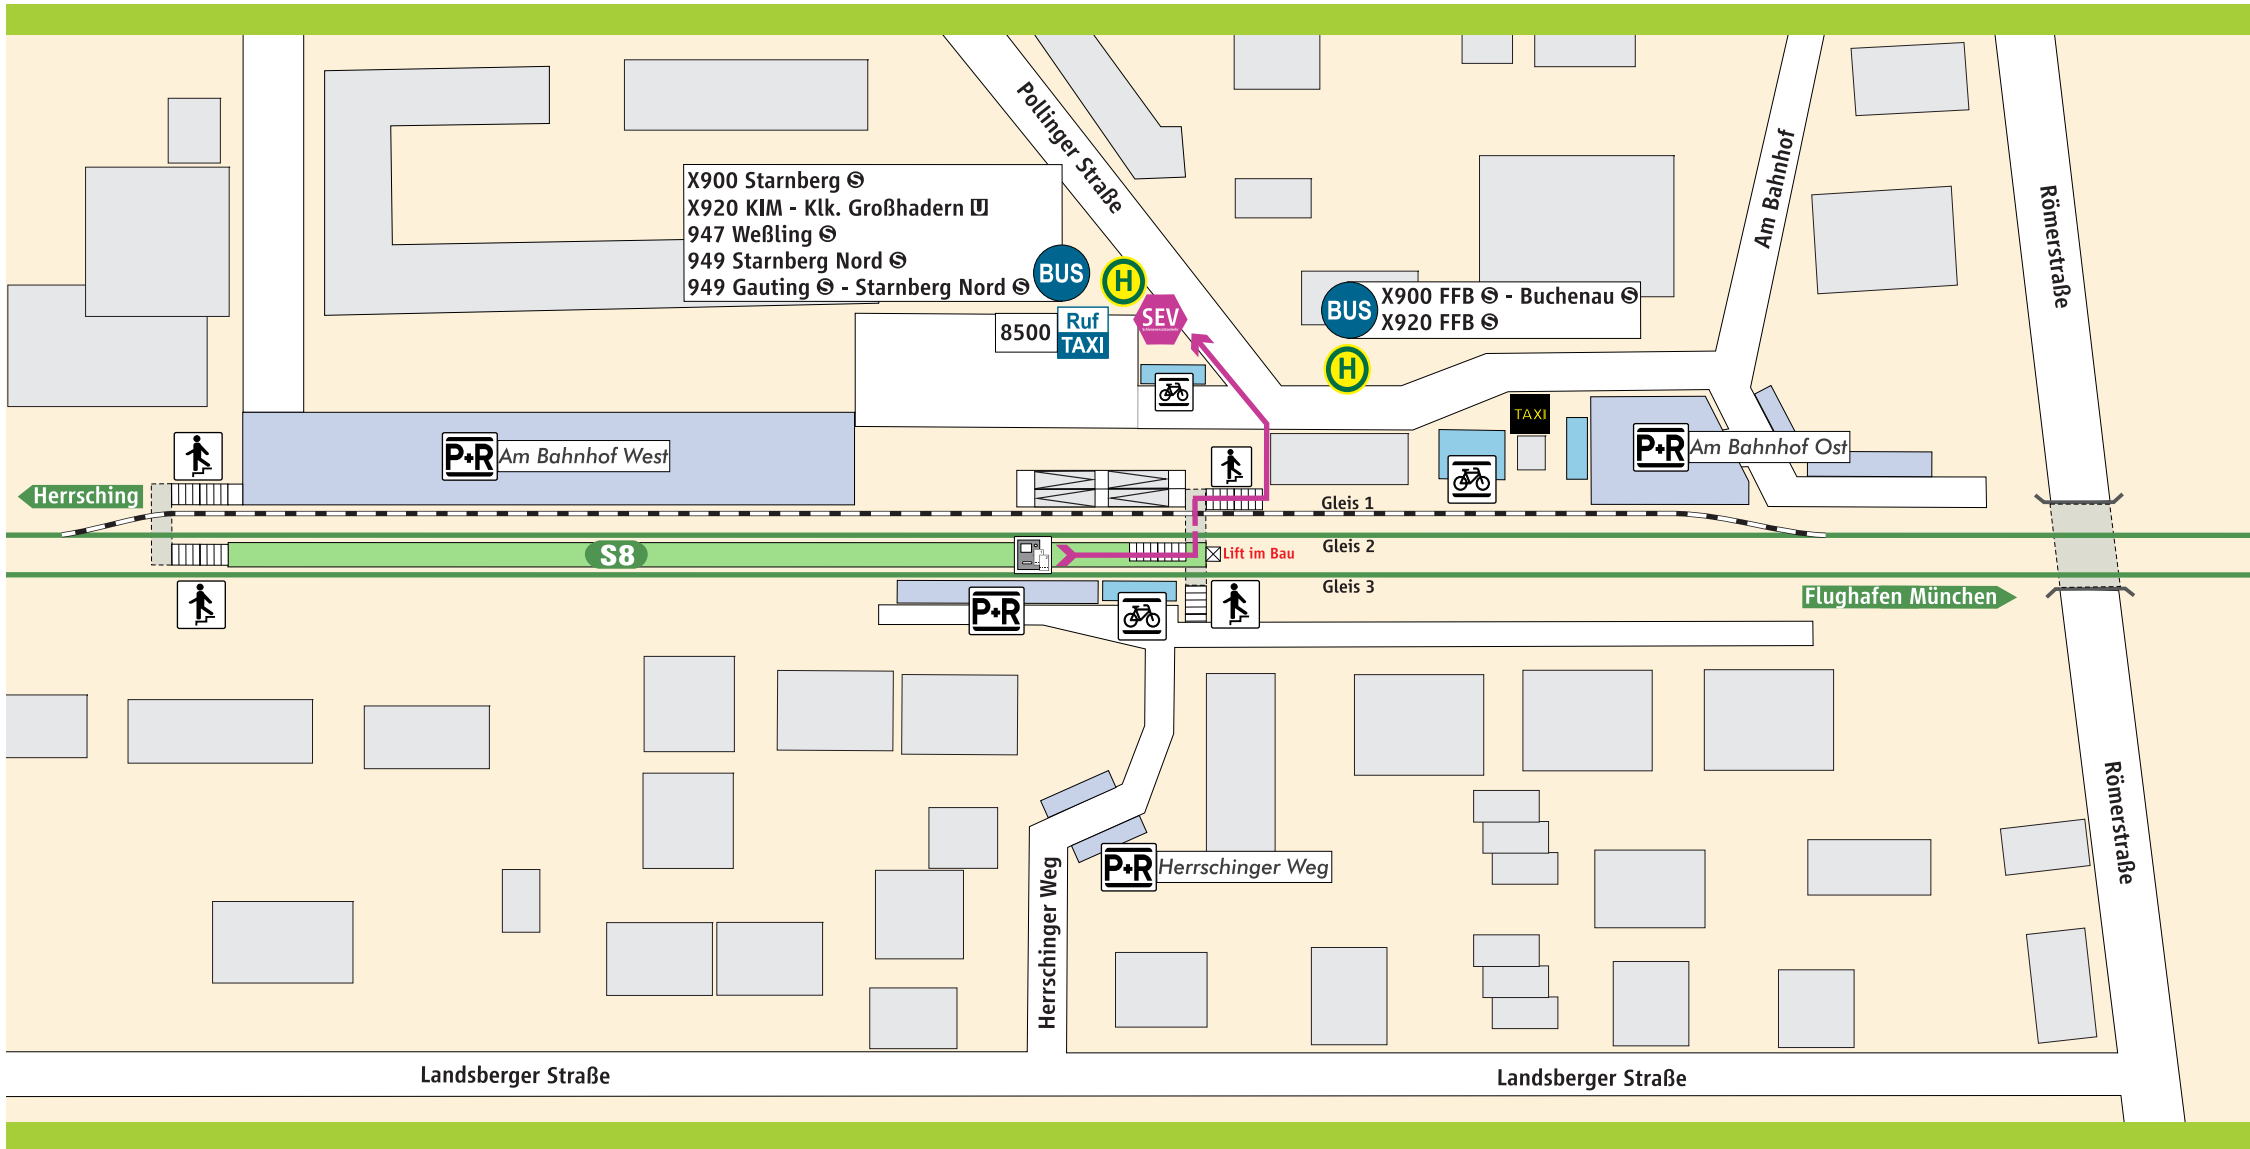 Pollinger Straße
Am Bahnhof
Römerstraße
X900 Starnberg S
X920 KIM - Klk. Großhadern U
947 Weßling S
949 Starnberg Nord S
949 Gauting S - Starnberg Nord S
BUS
H
SEV
8500
Ruf
TAXI
BUS
X900 FFB S - Buchenau S
X920 FFB S
H
TAXI
P+R Am Bahnhof West
P+R Am Bahnhof Ost
Herrsching
Gleis 1
S8
Gleis 2
Lift im Bau
Gleis 3
Flughafen München
P+R
P+R Herrschinger Weg
Herrschinger Weg
Römerstraße
Landsberger Straße
Landsberger Straße